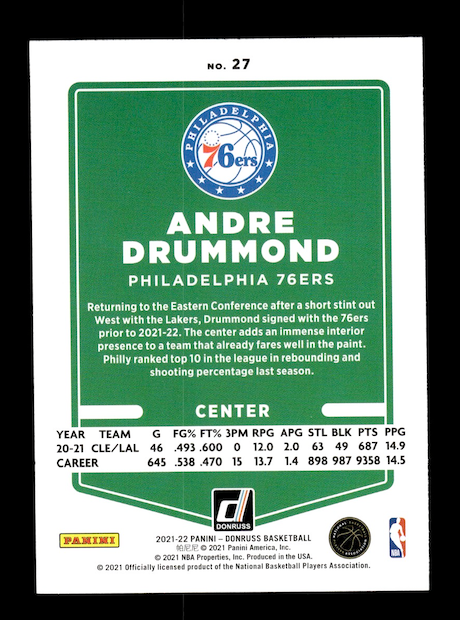 NO. 27
PHILADELPHIA
76ers
ANDRE
DRUMMOND
PHILADELPHIA 76ERS
Returning to the Eastern Conference after a short stint out
West with the Lakers, Drummond signed with the 76ers
prior to 2021-22. The center adds an immense interior
presence to a team that already fares well in the paint.
Philly ranked top 10 in the league in rebounding and
shooting percentage last season.
CENTER
YEAR TEAM G FG% FT% 3PM RPG APG STL BLK PTS PPG
20-21 CLE/LAL 46 .493 .600 0 12.0 2.0 63 49 687 14.9
CAREER 645 .538 .470 15 13.7 1.4 898 987 9358 14.5
DONRUSS
PANINI
2021-22 PANINI – DONRUSS BASKETBALL
帕尼尼 © 2021 Panini America, Inc.
© 2021 NBA Properties, Inc. Produced in the USA.
© 2021 Officially licensed product of the National Basketball Players Association.
NBA